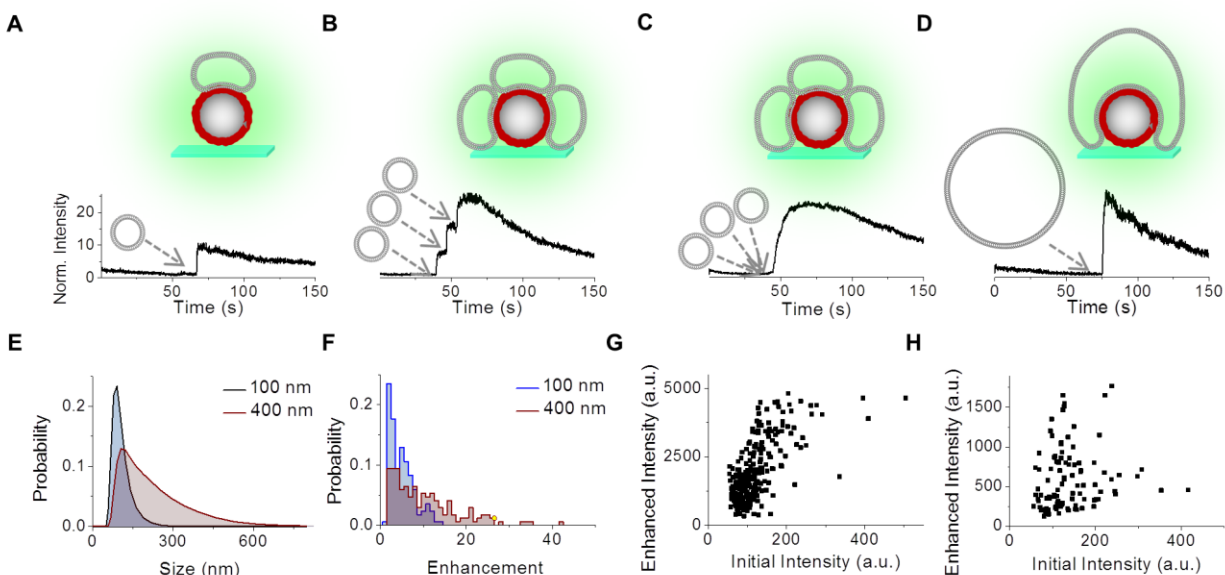 A
B
C
D
Norm. Intensity
20
10
0
0
50
100
150
Time (s)
0
50
100
150
Time (s)
0
50
100
150
Time (s)
0
50
100
150
Time (s)
E
F
G
H
Probability
0.2
0.1
0.0
100 nm
400 nm
0
300
600
Size (nm)
Probability
0.2
0.1
0.0
100 nm
400 nm
0
20
40
Enhancement
Enhanced Intensity (a.u.)
5000
2500
0
0
200
400
Initial Intensity (a.u.)
Enhanced Intensity (a.u.)
1500
1000
500
0
0
200
400
Initial Intensity (a.u.)